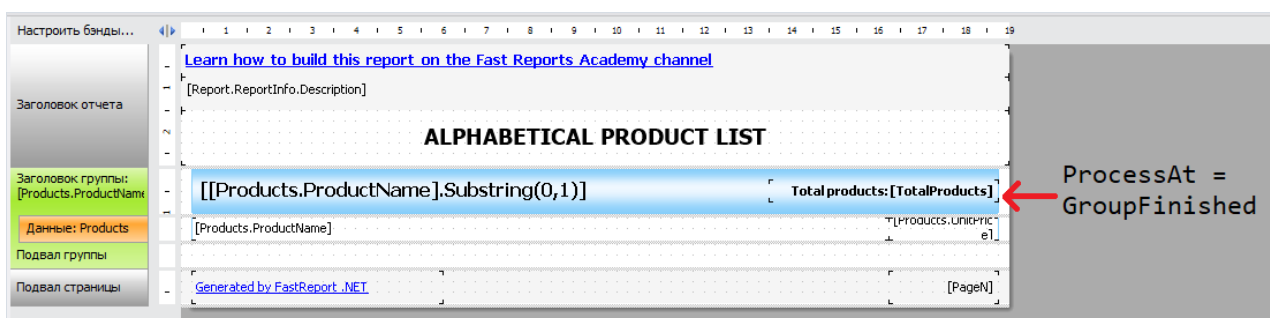 Настроить бэнды...
1 2 3 4 5 6 7 8 9 10 11 12 13 14 15 16 17 18 19
Learn how to build this report on the Fast Reports Academy channel
Заголовок отчета
[Report.ReportInfo.Description]
1
2
ALPHABETICAL PRODUCT LIST
Заголовок группы:
[Products.ProductName
[[Products.ProductName].Substring(0,1)]
Total products:[TotalProducts]
ProcessAt =
GroupFinished
1
Данные: Products
[Products.ProductName]
[Products.UnitPric
e]
Подвал группы
Подвал страницы
Generated by FastReport .NET
[PageN]